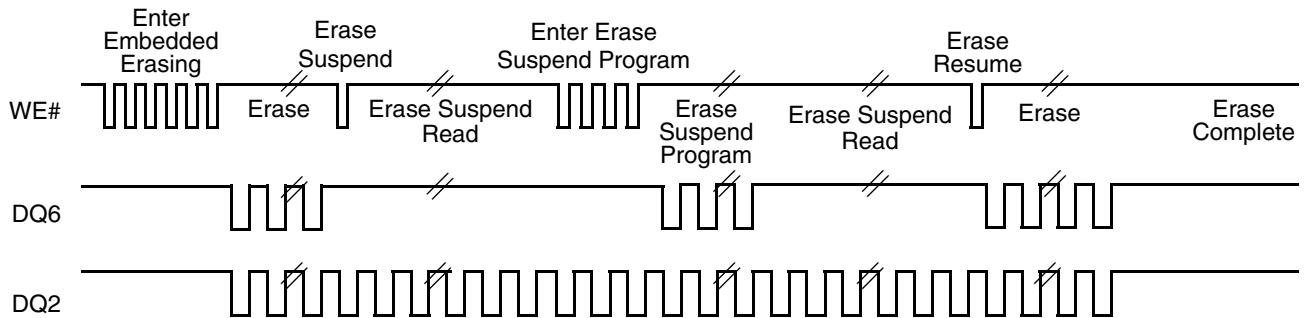 Enter
Embedded
Erasing
Erase
Suspend
Enter Erase
Suspend Program
Erase
Resume
WE#
Erase
Erase Suspend
Read
Erase
Suspend
Program
Erase Suspend
Read
Erase
Erase
Complete
DQ6
DQ2